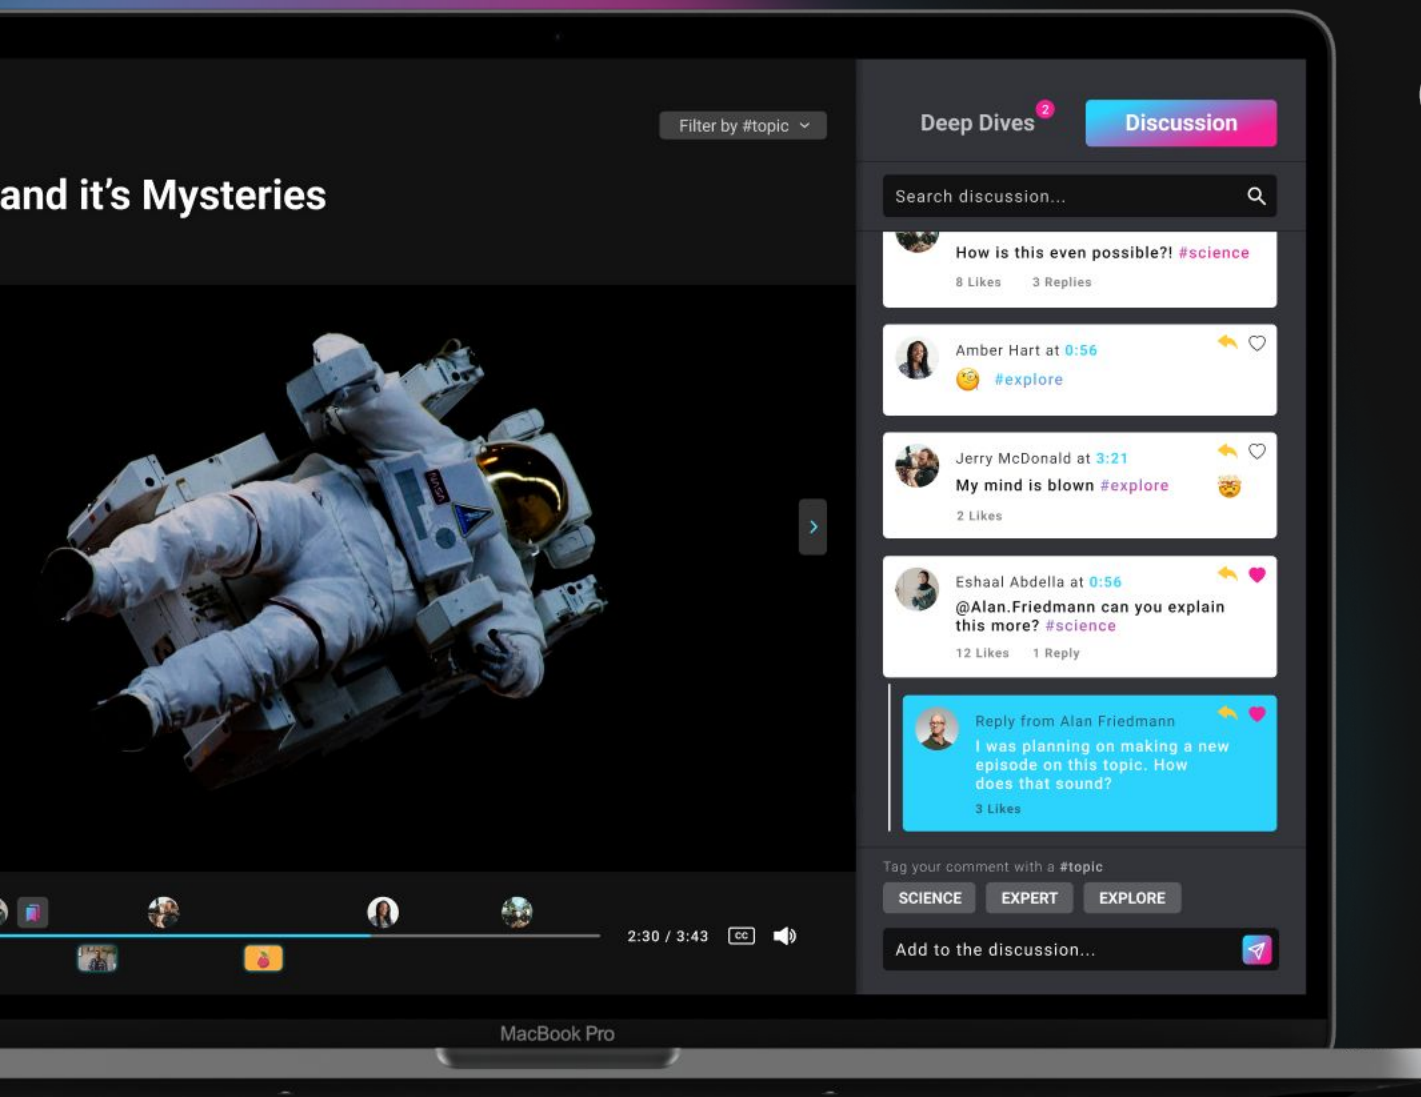 Filter by #topic
and it's Mysteries
Deep Dives
2
Discussion
Search discussion...
How is this even possible?! #science
8 Likes 3 Replies
Amber Hart at 0:56
#explore
Jerry McDonald at 3:21
My mind is blown #explore
2 Likes
Eshaal Abdella at 0:56
@Alan.Friedmann can you explain
this more? #science
12 Likes 1 Reply
Reply from Alan Friedmann
I was planning on making a new
episode on this topic. How
does that sound?
3 Likes
Tag your comment with a #topic
SCIENCE EXPERT EXPLORE
Add to the discussion...
2:30 / 3:43 CC
NASA
MacBook Pro